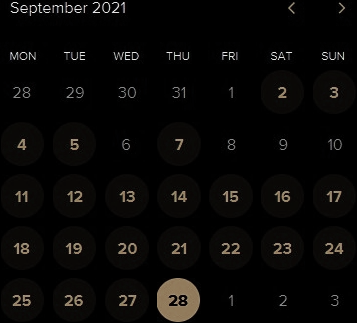 September 2021
MON TUE WED THU FRI SAT SUN
28 29 30 31 1 2 3
4 5 6 7 8 9 10
11 12 13 14 15 16 17
18 19 20 21 22 23 24
25 26 27 28 1 2 3